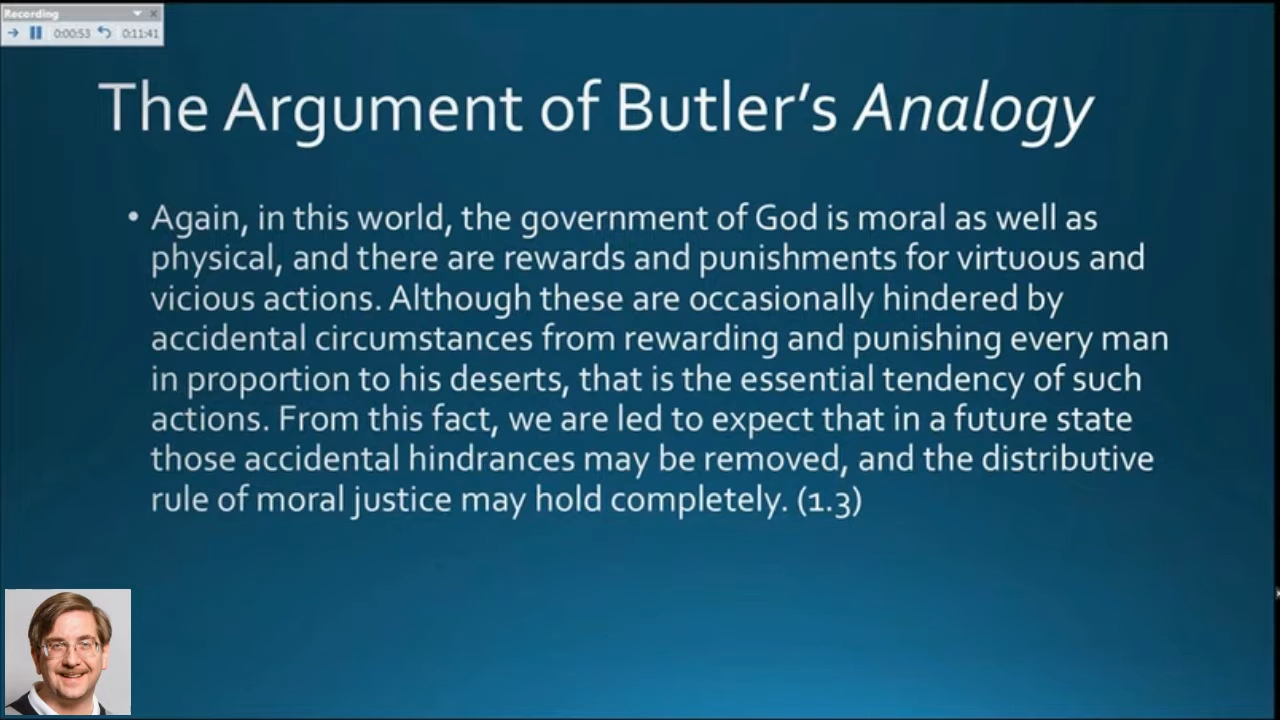 Recording
0:00:53 0:11:41
The Argument of Butler’s Analogy
• Again, in this world, the government of God is moral as well as
physical, and there are rewards and punishments for virtuous and
vicious actions. Although these are occasionally hindered by
accidental circumstances from rewarding and punishing every man
in proportion to his deserts, that is the essential tendency of such
actions. From this fact, we are led to expect that in a future state
those accidental hindrances may be removed, and the distributive
rule of moral justice may hold completely. (1.3)